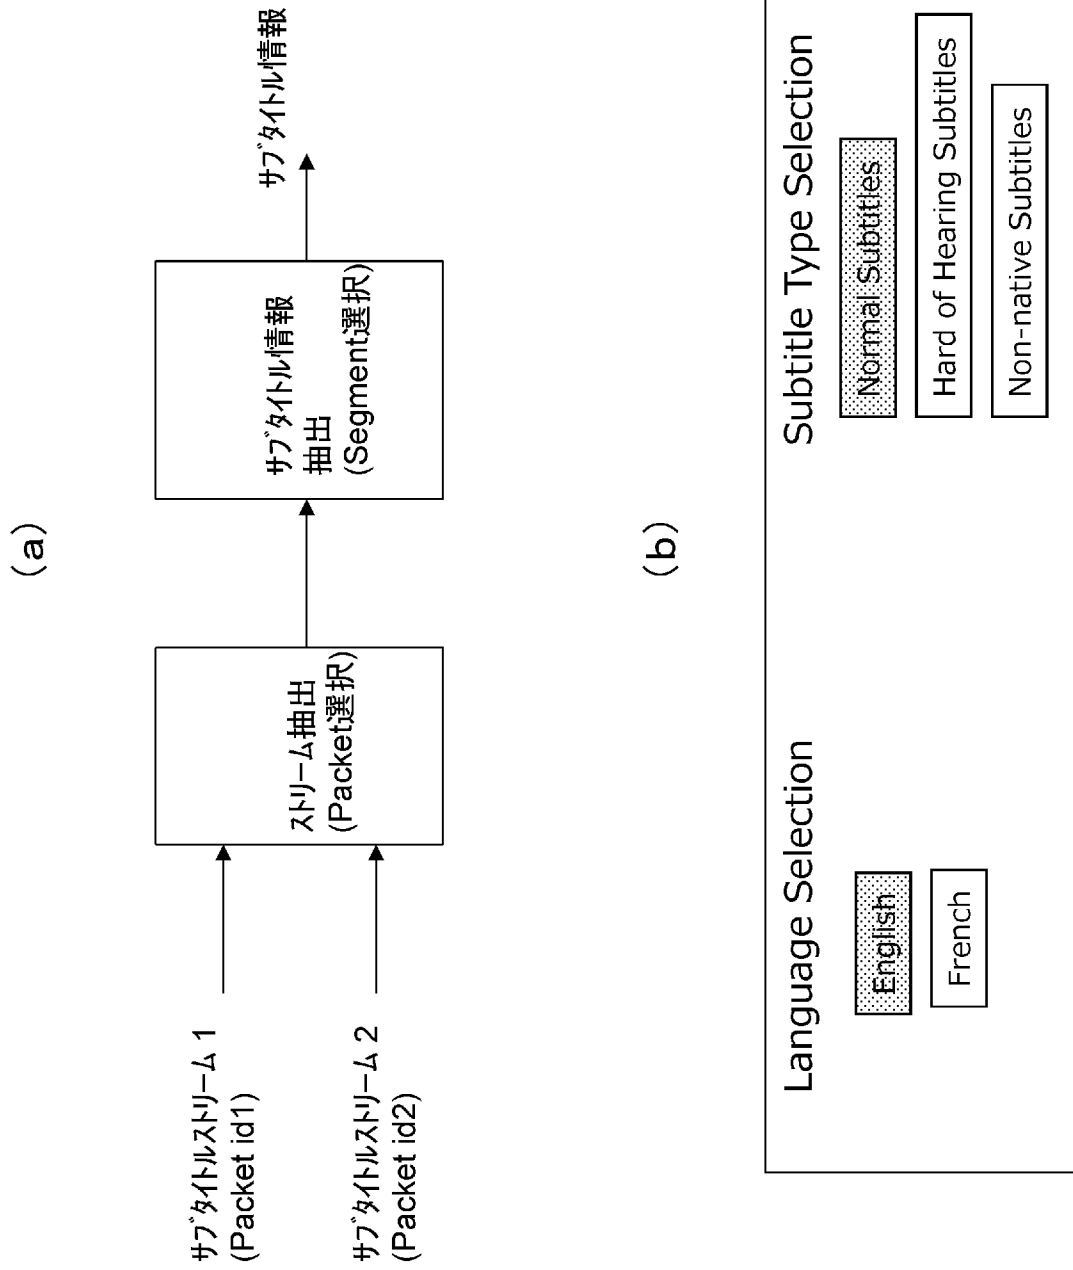 (a)
サブタイトルストリーム 1
(Packet id1)
サブタイトルストリーム 2
(Packet id2)
ストリーム抽出
(Packet選択)
サブタイトル情報
抽出
(Segment選択)
サブタイトル情報
(b)
Language Selection
English
French
Subtitle Type Selection
Normal Subtitles
Hard of Hearing Subtitles
Non-native Subtitles